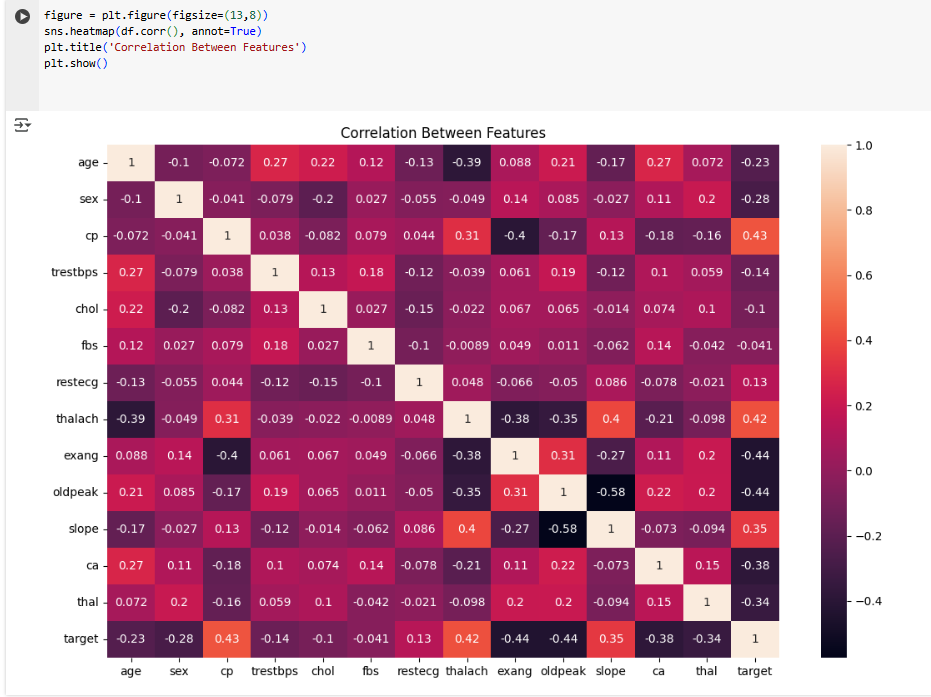 figure = plt.figure(figsize=(13,8))
sns.heatmap(df.corr(), annot=True)
plt.title('Correlation Between Features')
plt.show()
Correlation Between Features
age 1 -0.1 -0.072 0.27 0.22 0.12 -0.13 -0.39 0.088 0.21 -0.17 0.27 0.072 -0.23
sex -0.1 1 -0.041 -0.079 -0.2 0.027 -0.055 -0.049 0.14 0.085 -0.027 0.11 0.2 -0.28
cp -0.072 -0.041 1 0.038 -0.082 0.079 0.044 0.31 -0.4 -0.17 0.13 -0.18 -0.16 0.43
trestbps 0.27 -0.079 0.038 1 0.13 0.18 -0.12 -0.039 0.061 0.19 -0.12 0.1 0.059 -0.14
chol 0.22 -0.2 -0.082 0.13 1 0.027 -0.15 -0.022 0.067 0.065 -0.014 0.074 0.1 -0.1
fbs 0.12 0.027 0.079 0.18 0.027 1 -0.1 -0.0089 0.049 0.011 -0.062 0.14 -0.042 -0.041
restecg -0.13 -0.055 0.044 -0.12 -0.15 -0.1 1 0.048 -0.066 -0.05 0.086 -0.078 -0.021 0.13
thalach -0.39 -0.049 0.31 -0.039 -0.022 -0.0089 0.048 1 -0.38 -0.35 0.4 -0.21 -0.098 0.42
exang 0.088 0.14 -0.4 0.061 0.067 0.049 -0.066 -0.38 1 0.31 -0.27 0.11 0.2 -0.44
oldpeak 0.21 0.085 -0.17 0.19 0.065 0.011 -0.05 -0.35 0.31 1 -0.58 0.22 0.2 -0.44
slope -0.17 -0.027 0.13 -0.12 -0.014 -0.062 0.086 0.4 -0.27 -0.58 1 -0.073 -0.094 0.35
ca 0.27 0.11 -0.18 0.1 0.074 0.14 -0.078 -0.21 0.11 0.22 -0.073 1 0.15 -0.38
thal 0.072 0.2 -0.16 0.059 0.1 -0.042 -0.021 -0.098 0.2 0.2 -0.094 0.15 1 -0.34
target -0.23 -0.28 0.43 -0.14 -0.1 -0.041 0.13 0.42 -0.44 -0.44 0.35 -0.38 -0.34 1
age sex cp trestbps chol fbs restecg thalach exang oldpeak slope ca thal target
1.0
0.8
0.6
0.4
0.2
0.0
−0.2
−0.4